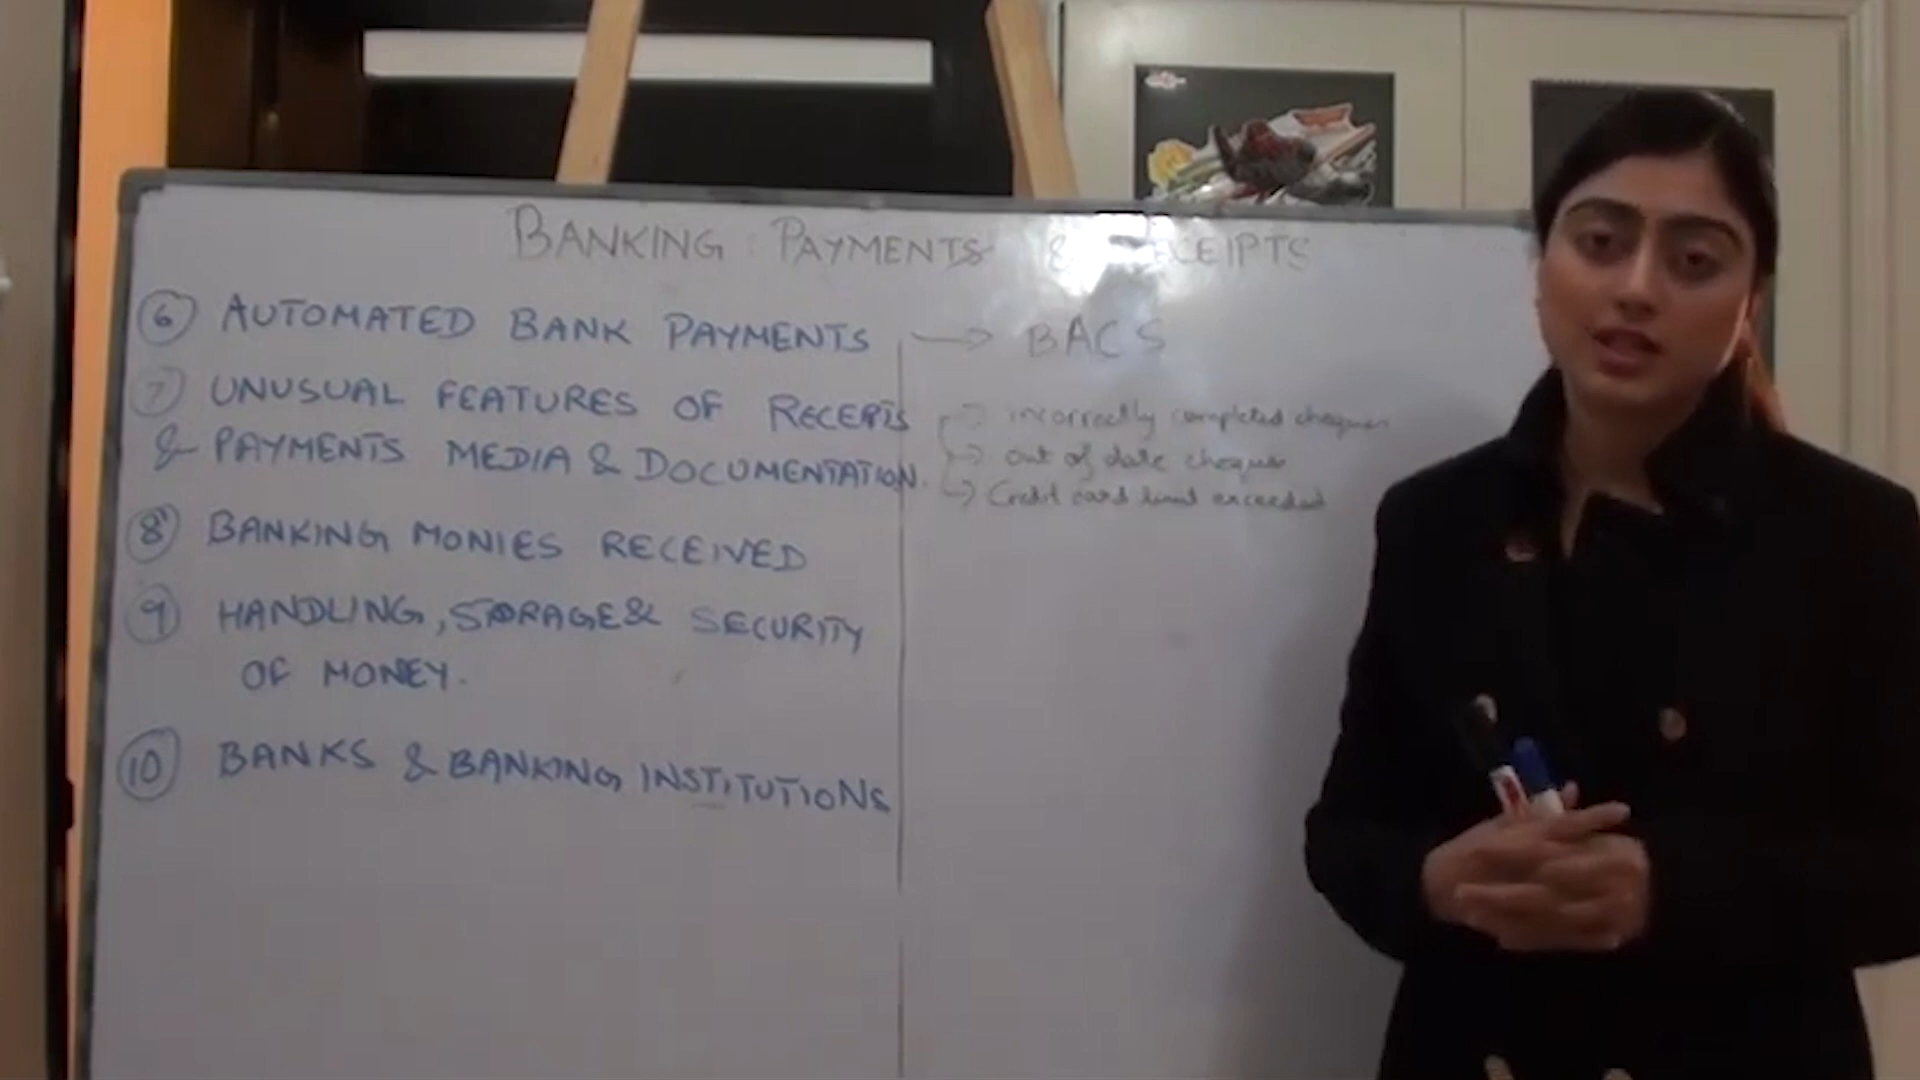 BANKING : PAYMENTS & RECEIPTS
6 AUTOMATED BANK PAYMENTS → BACS
7 UNUSUAL FEATURES OF RECEPTS
& PAYMENTS MEDIA & DOCUMENTATION.
→ incorrectly completed cheques
→ out of date cheques
→ Credit card limit exceeded
8 BANKING MONIES RECEIVED
9 HANDLING, STORAGE & SECURITY
OF MONEY.
10 BANKS & BANKING INSTITUTIONS